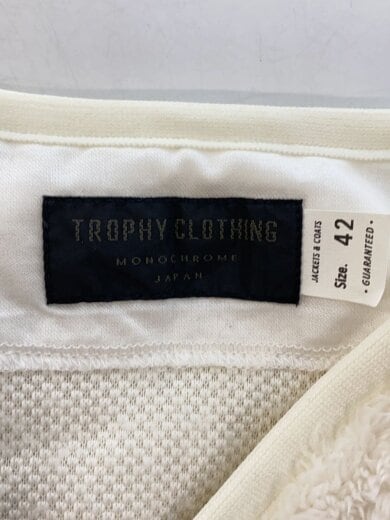 TROPHY CLOTHING
MONOCHROME
JAPAN
JACKETS & COATS
Size. 42
• GUARANTEED •